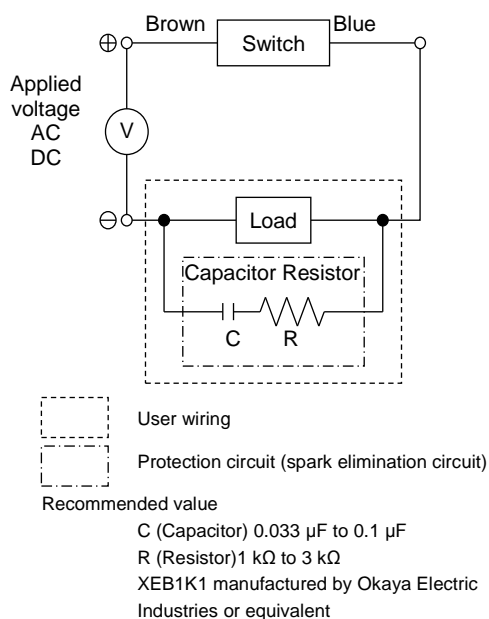 Brown
Switch
Blue
⊕
Applied
voltage
AC
DC
V
⊖
Load
Capacitor Resistor
C
R
User wiring
Protection circuit (spark elimination circuit)
Recommended value
C (Capacitor) 0.033 µF to 0.1 µF
R (Resistor)1 kΩ to 3 kΩ
XEB1K1 manufactured by Okaya Electric
Industries or equivalent